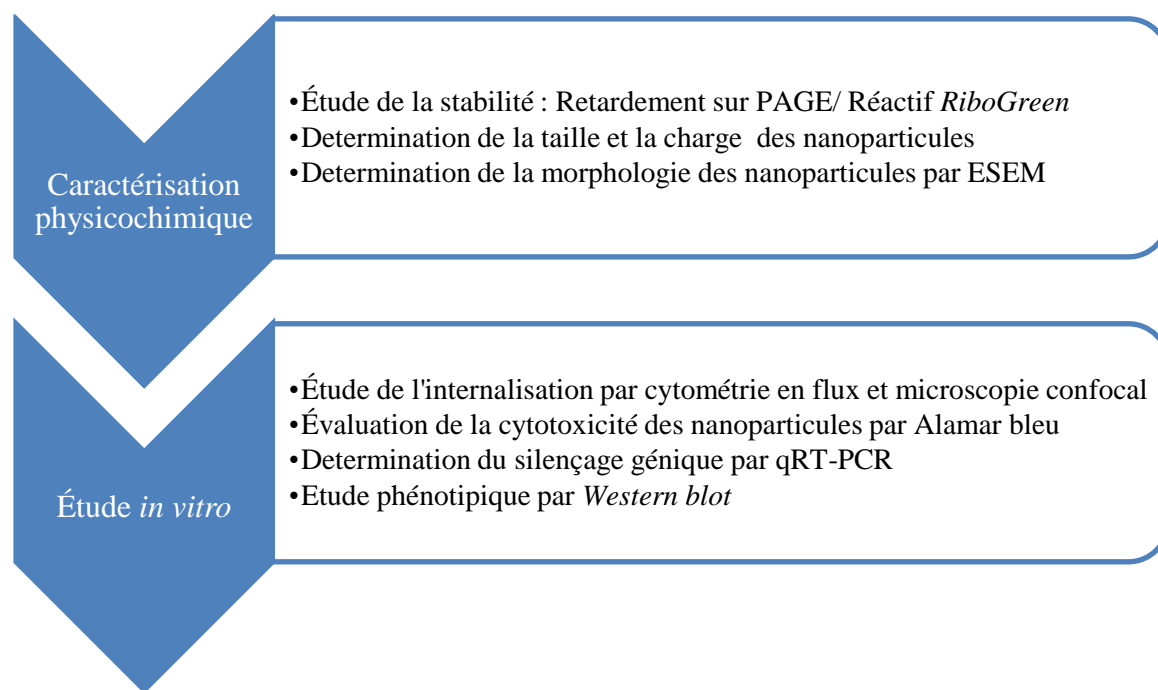 Caractérisation
physicochimique
•Étude de la stabilité : Retardement sur PAGE/ Réactif RiboGreen
•Determination de la taille et la charge des nanoparticules
•Determination de la morphologie des nanoparticules par ESEM
Étude in vitro
•Étude de l'internalisation par cytométrie en flux et microscopie confocal
•Évaluation de la cytotoxicité des nanoparticules par Alamar bleu
•Determination du silençage génique par qRT-PCR
•Etude phénotipique par Western blot